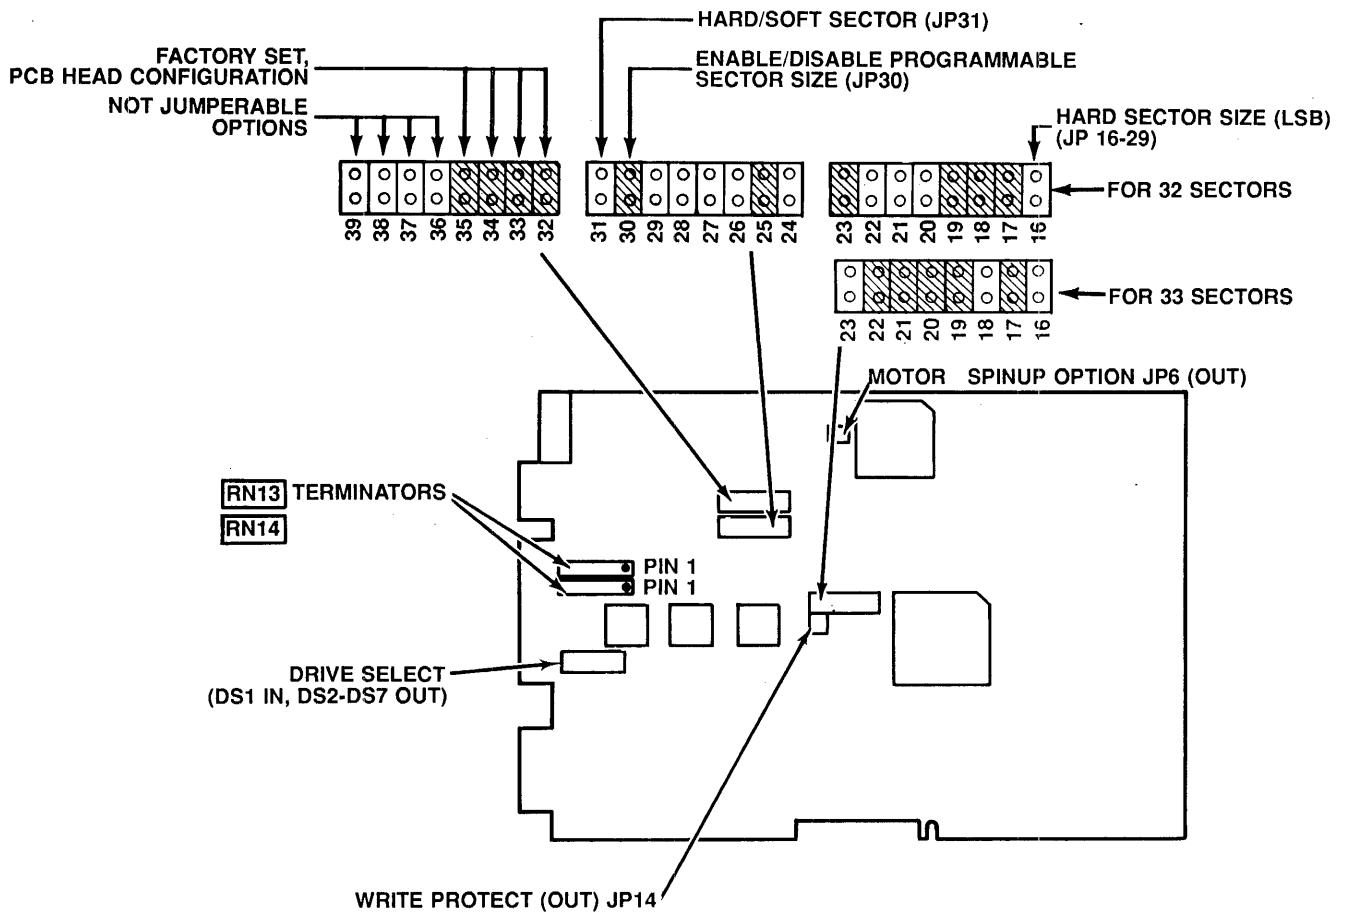 HARD/SOFT SECTOR (JP31)
FACTORY SET,
PCB HEAD CONFIGURATION
ENABLE/DISABLE PROGRAMMABLE
SECTOR SIZE (JP30)
NOT JUMPERABLE
OPTIONS
HARD SECTOR SIZE (LSB)
(JP 16-29)
FOR 32 SECTORS
39 38 37 36 35 34 33 32
31 30 29 28 27 26 25 24
23 22 21 20 19 18 17 16
FOR 33 SECTORS
23 22 21 20 19 18 17 16
MOTOR SPINUP OPTION JP6 (OUT)
RN13 TERMINATORS
RN14
PIN 1
PIN 1
DRIVE SELECT
(DS1 IN, DS2-DS7 OUT)
WRITE PROTECT (OUT) JP14